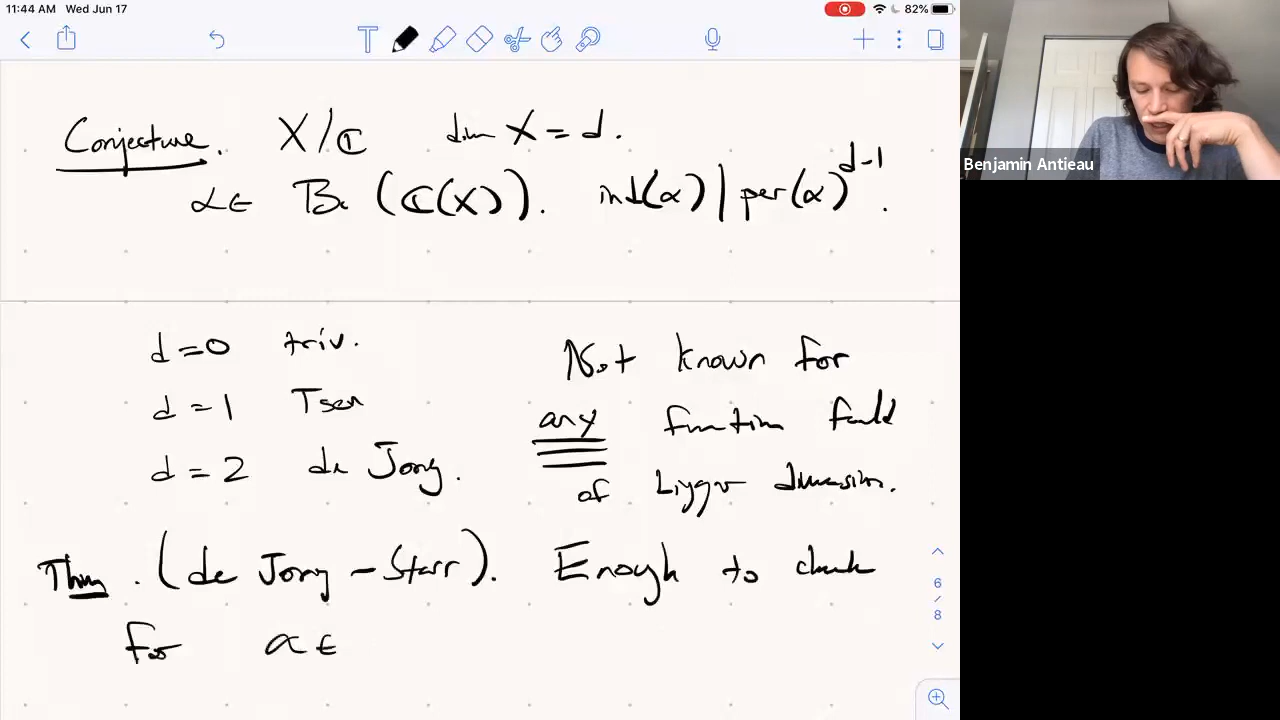 11:44 AM Wed Jun 17
82%
Conjecture. X/ℂ dim X = d.
α ∈ Br (ℂ(X)). ind(α) | per(α)^{d-1}.
d = 0 triv.
d = 1 Tsen
d = 2 de Jong.
Not known for
any function field
of higher dimension.
Thm. (de Jong - Starr). Enough to check
for α ∈
6
/
8
Benjamin Antieau